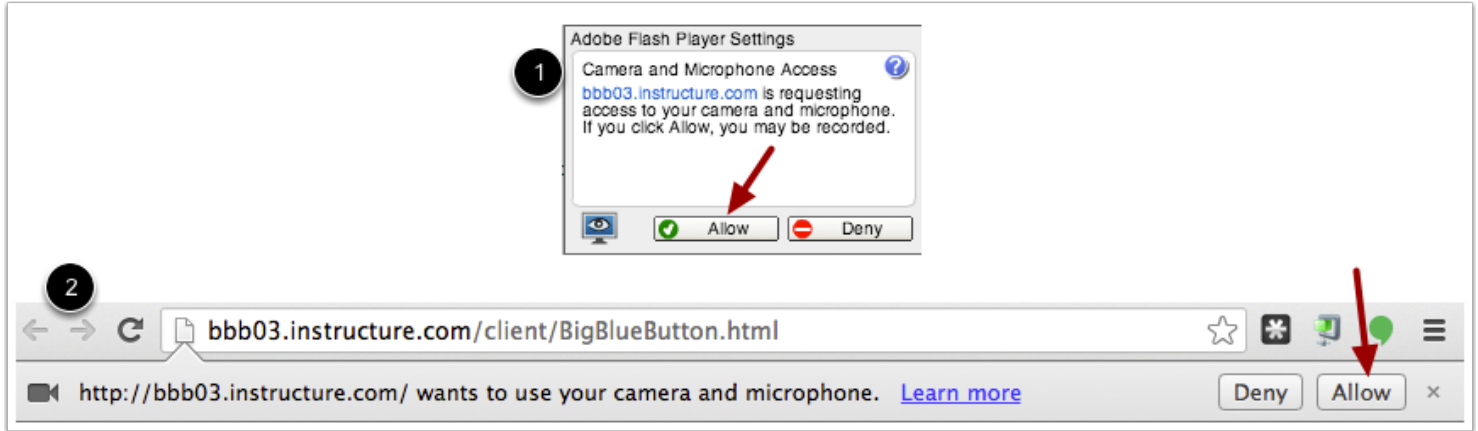 Adobe Flash Player Settings
1
Camera and Microphone Access
?
bbb03.instructure.com is requesting
access to your camera and microphone.
If you click Allow, you may be recorded.
Allow
Deny
2
bbb03.instructure.com/client/BigBlueButton.html
http://bbb03.instructure.com/ wants to use your camera and microphone. Learn more Deny Allow ×